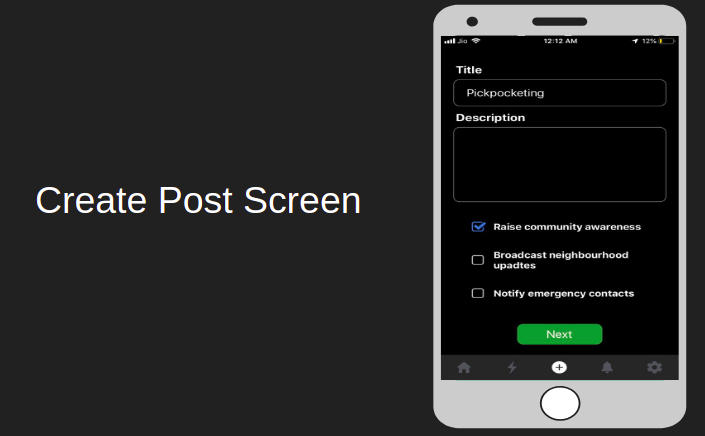 Create Post Screen
Jio 12:12 AM 12%
Title
Pickpocketing
Description
Raise community awareness
Broadcast neighbourhood
upadtes
Notify emergency contacts
Next